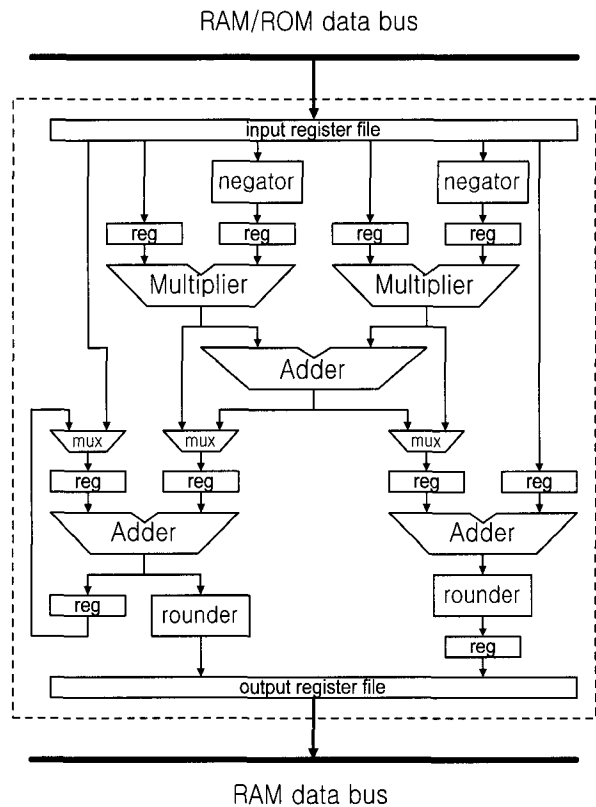 RAM/ROM data bus
input register file
negator negator
reg reg reg reg
Multiplier Multiplier
Adder
mux mux mux
reg reg reg reg
Adder Adder
reg rounder rounder
reg
output register file
RAM data bus